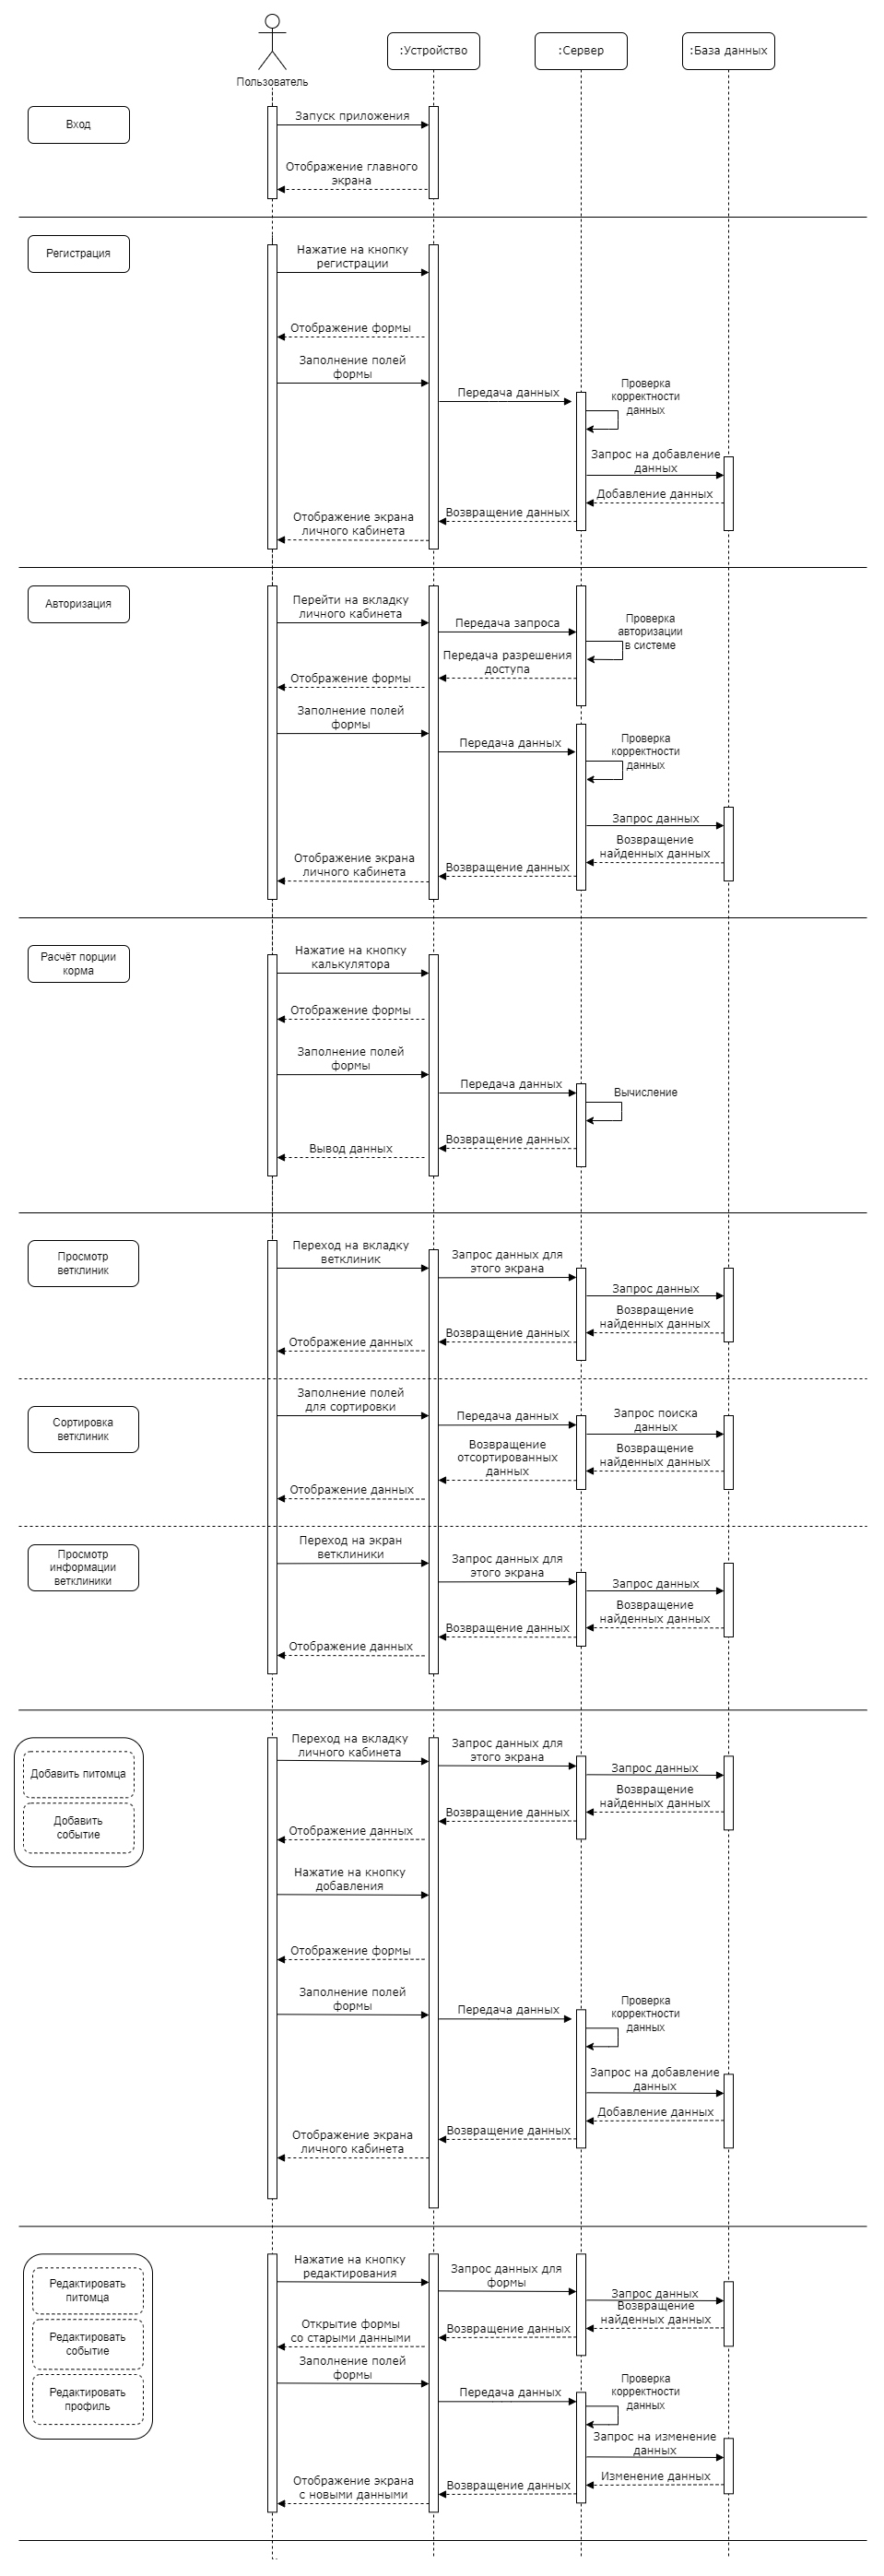 Пользователь
:Устройство
:Сервер
:База данных
Вход
Запуск приложения
Отображение главного
экрана
Регистрация
Нажатие на кнопку
регистрации
Отображение формы
Заполнение полей
формы
Передача данных
Проверка
корректности
данных
Запрос на добавление
данных
Добавление данных
Возвращение данных
Отображение экрана
личного кабинета
Авторизация
Перейти на вкладку
личного кабинета
Передача запроса
Проверка
авторизации
в системе
Передача разрешения
доступа
Отображение формы
Заполнение полей
формы
Передача данных
Проверка
корректности
данных
Запрос данных
Возвращение
найденных данных
Возвращение данных
Отображение экрана
личного кабинета
Расчёт порции
корма
Нажатие на кнопку
калькулятора
Отображение формы
Заполнение полей
формы
Передача данных
Вычисление
Возвращение данных
Вывод данных
Просмотр
ветклиник
Переход на вкладку
ветклиник
Запрос данных для
этого экрана
Запрос данных
Возвращение
найденных данных
Возвращение данных
Отображение данных
Сортировка
ветклиник
Заполнение полей
для сортировки
Передача данных
Запрос поиска
данных
Возвращение
отсортированных
данных
Возвращение
найденных данных
Отображение данных
Просмотр
информации
ветклиники
Переход на экран
ветклиники
Запрос данных для
этого экрана
Запрос данных
Возвращение
найденных данных
Возвращение данных
Отображение данных
Добавить питомца
Добавить
событие
Переход на вкладку
личного кабинета
Запрос данных для
этого экрана
Запрос данных
Возвращение
найденных данных
Возвращение данных
Отображение данных
Нажатие на кнопку
добавления
Отображение формы
Заполнение полей
формы
Передача данных
Проверка
корректности
данных
Запрос на добавление
данных
Добавление данных
Возвращение данных
Отображение экрана
личного кабинета
Редактировать
питомца
Редактировать
событие
Редактировать
профиль
Нажатие на кнопку
редактирования
Запрос данных для
формы
Запрос данных
Возвращение
найденных данных
Возвращение данных
Открытие формы
со старыми данными
Заполнение полей
формы
Передача данных
Проверка
корректности
данных
Запрос на изменение
данных
Изменение данных
Возвращение данных
Отображение экрана
с новыми данными